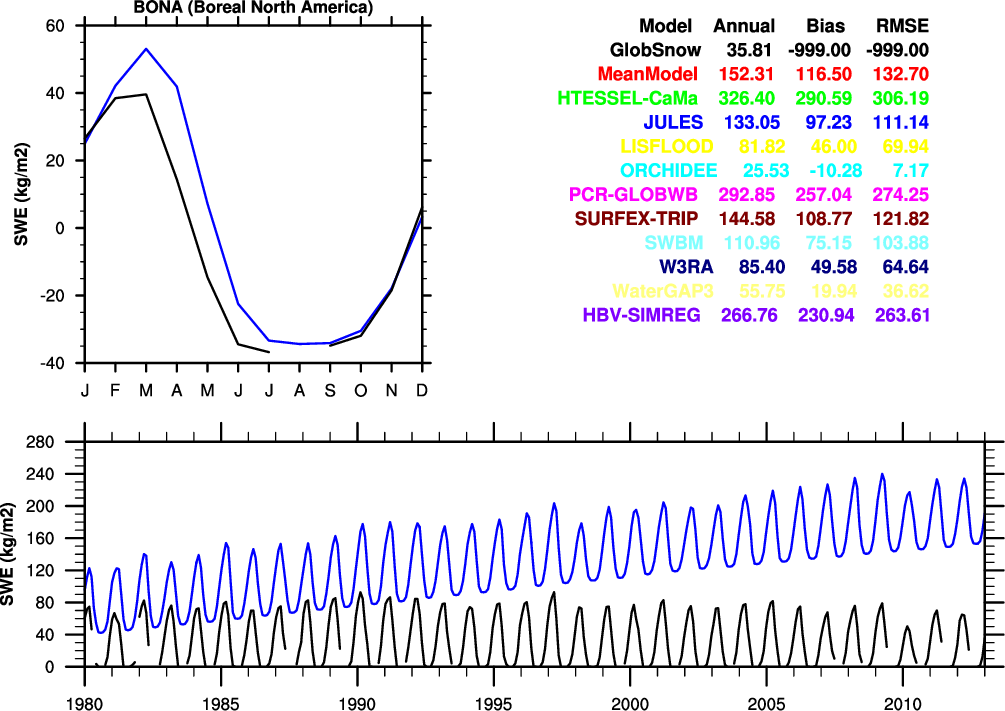 BONA (Boreal North America)
60
40
20
0
-20
-40
SWE (kg/m2)
J F M A M J J A S O N D
Model Annual Bias RMSE
GlobSnow 35.81 -999.00 -999.00
MeanModel 152.31 116.50 132.70
HTESSEL-CaMa 326.40 290.59 306.19
JULES 133.05 97.23 111.14
LISFLOOD 81.82 46.00 69.94
ORCHIDEE 25.53 -10.28 7.17
PCR-GLOBWB 292.85 257.04 274.25
SURFEX-TRIP 144.58 108.77 121.82
SWBM 110.96 75.15 103.88
W3RA 85.40 49.58 64.64
WaterGAP3 55.75 19.94 36.62
HBV-SIMREG 266.76 230.94 263.61
280
240
200
160
120
80
40
0
SWE (kg/m2)
1980 1985 1990 1995 2000 2005 2010